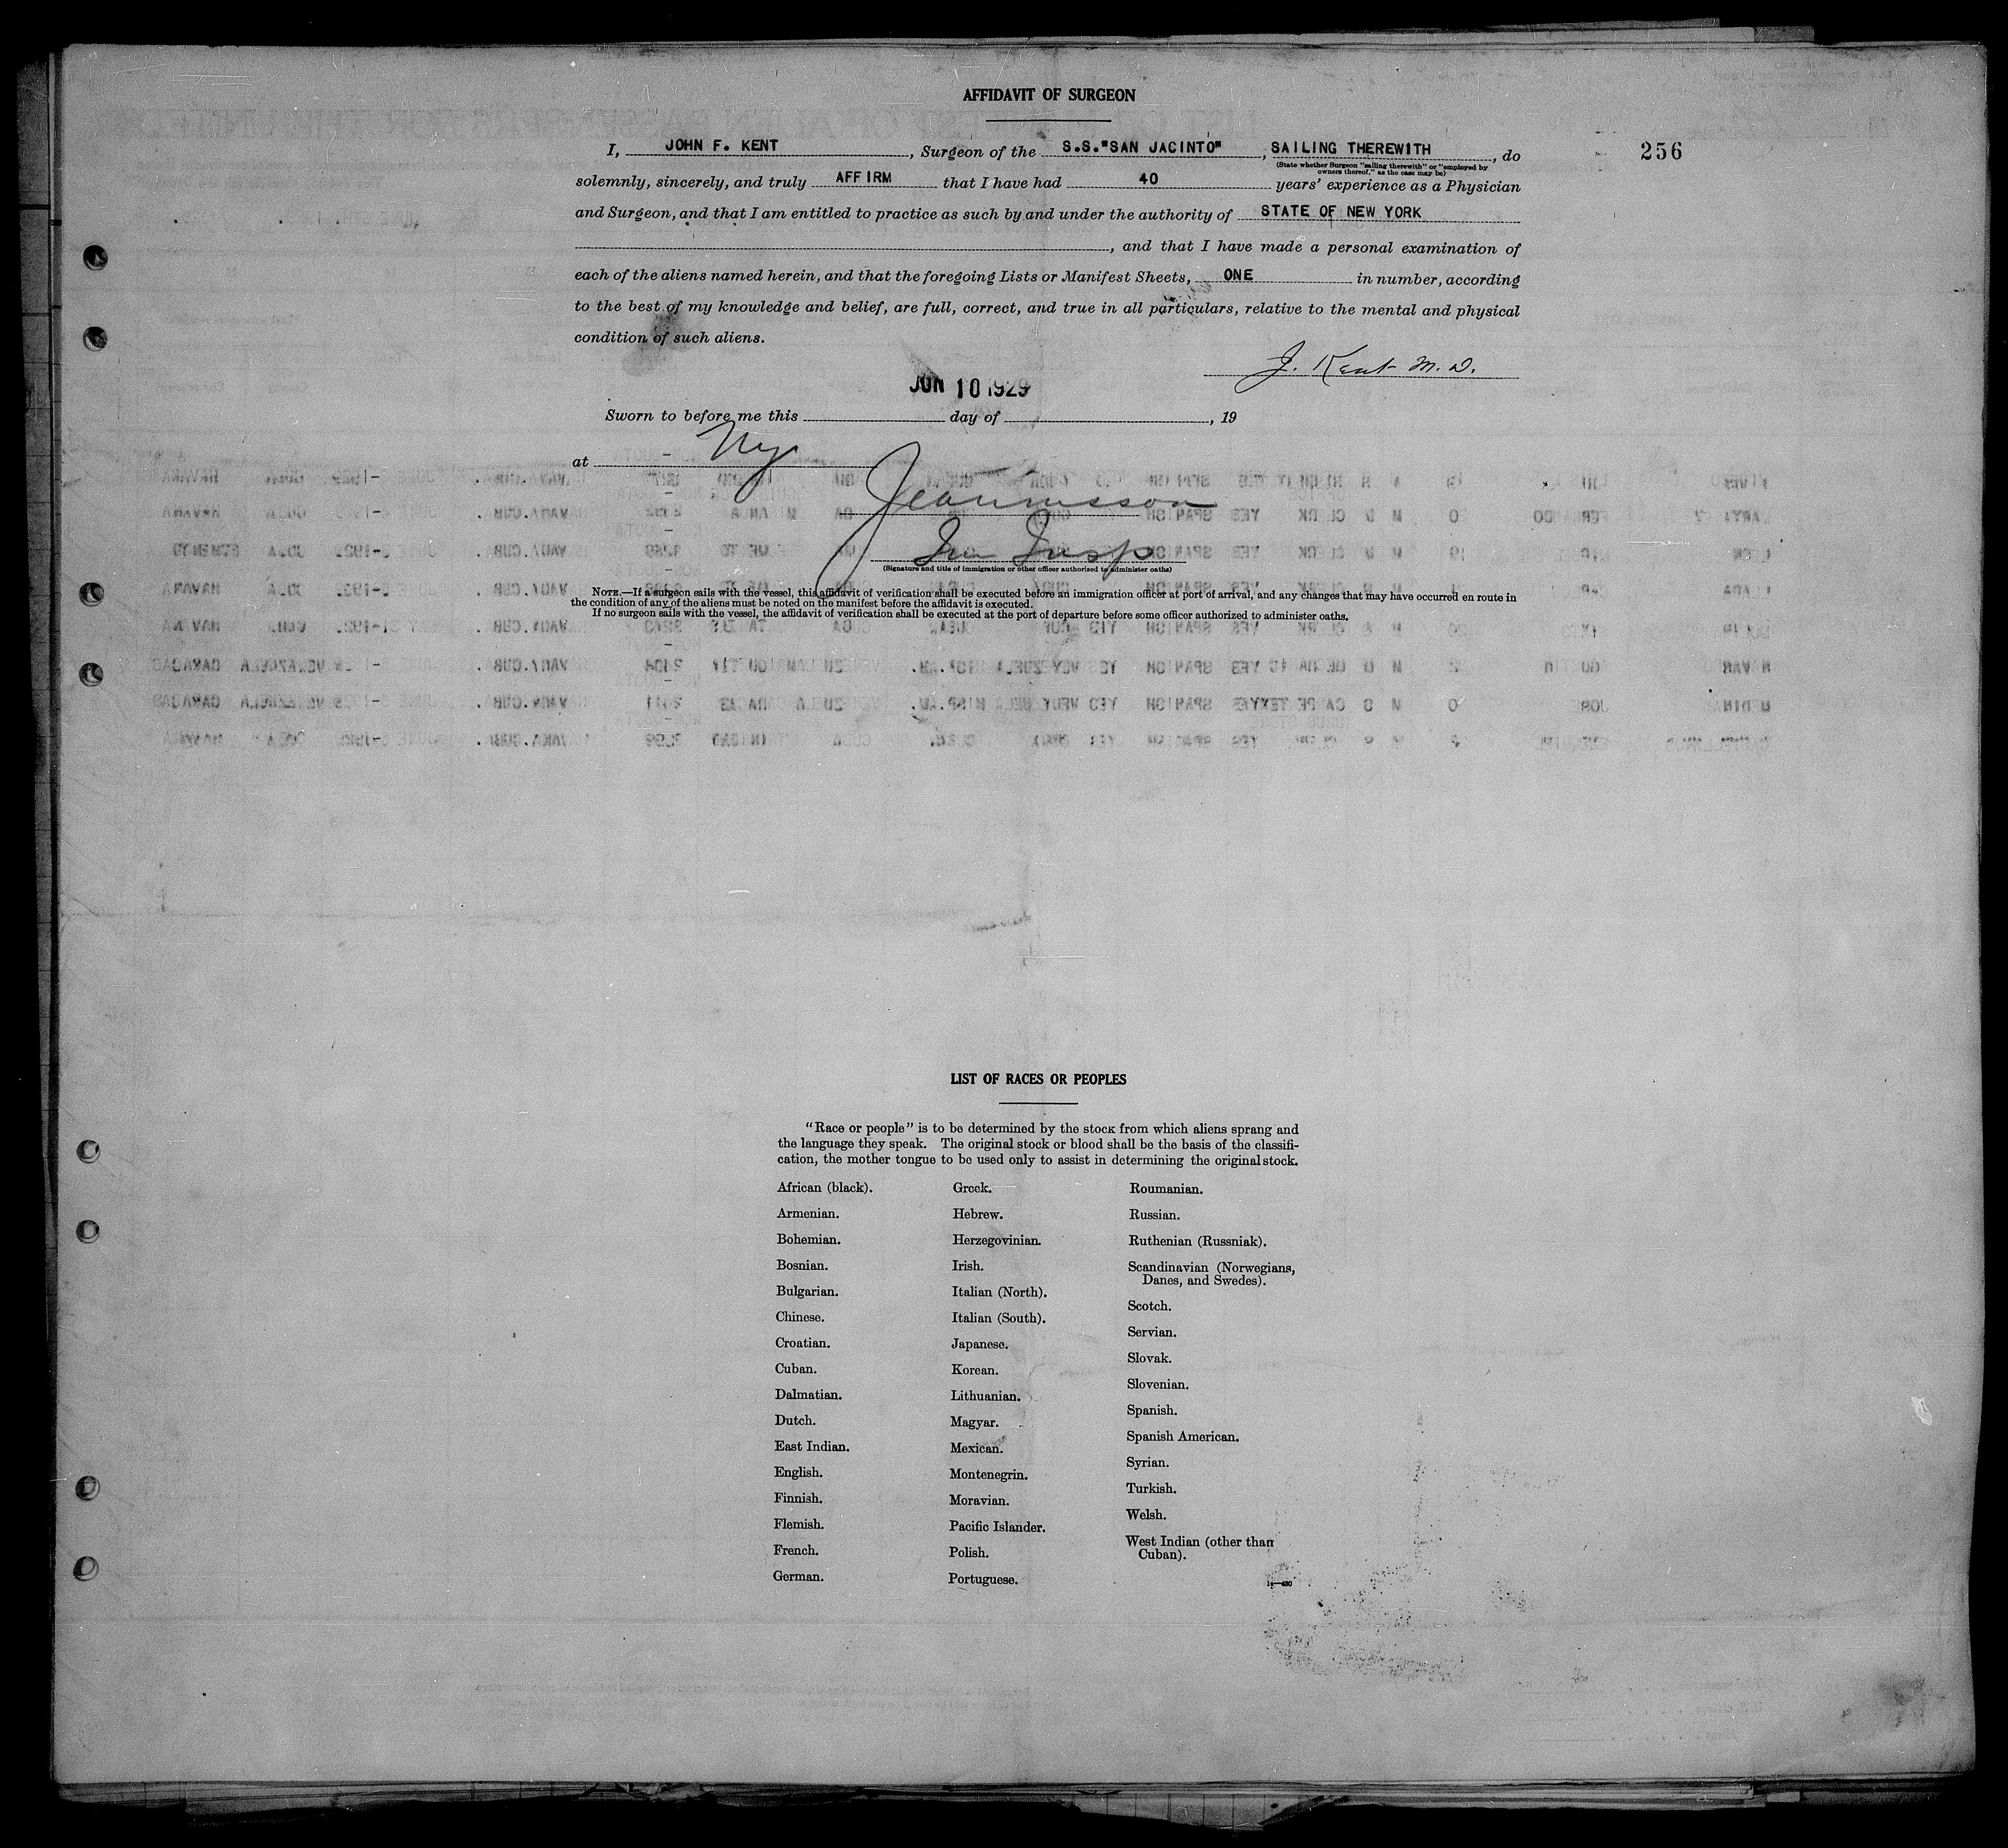 AFFIDAVIT OF SURGEON
256
I, JOHN F. KENT, Surgeon of the S.S."SAN JACINTO", SAILING THEREWITH, do
(State whether Surgeon "sailing therewith" or "employed by
owners thereof," as the case may be)
solemnly, sincerely, and truly AFFIRM that I have had 40 years' experience as a Physician
and Surgeon, and that I am entitled to practice as such by and under the authority of STATE OF NEW YORK
, and that I have made a personal examination of
each of the aliens named herein, and that the foregoing Lists or Manifest Sheets, ONE in number, according
to the best of my knowledge and belief, are full, correct, and true in all particulars, relative to the mental and physical
condition of such aliens.
J. Kent M.D.
JUN 10 1929
Sworn to before me this day of , 19
at Ny
Insp
(Signature and title of immigration or other officer authorized to administer oaths)
NOTE.—If a surgeon sails with the vessel, this affidavit of verification shall be executed before an immigration officer at port of arrival, and any changes that may have occurred en route in
the condition of any of the aliens must be noted on the manifest before the affidavit is executed.
If no surgeon sails with the vessel, the affidavit of verification shall be executed at the port of departure before some officer authorized to administer oaths.
LIST OF RACES OR PEOPLES
"Race or people" is to be determined by the stock from which aliens sprang and
the language they speak. The original stock or blood shall be the basis of the classifi-
cation, the mother tongue to be used only to assist in determining the original stock.
African (black).
Armenian.
Bohemian.
Bosnian.
Bulgarian.
Chinese.
Croatian.
Cuban.
Dalmatian.
Dutch.
East Indian.
English.
Finnish.
Flemish.
French.
German.
Greek.
Hebrew.
Herzegovinian.
Irish.
Italian (North).
Italian (South).
Japanese.
Korean.
Lithuanian.
Magyar.
Mexican.
Montenegrin.
Moravian.
Pacific Islander.
Polish.
Portuguese.
Roumanian.
Russian.
Ruthenian (Russniak).
Scandinavian (Norwegians,
Danes, and Swedes).
Scotch.
Servian.
Slovak.
Slovenian.
Spanish.
Spanish American.
Syrian.
Turkish.
Welsh.
West Indian (other than
Cuban).